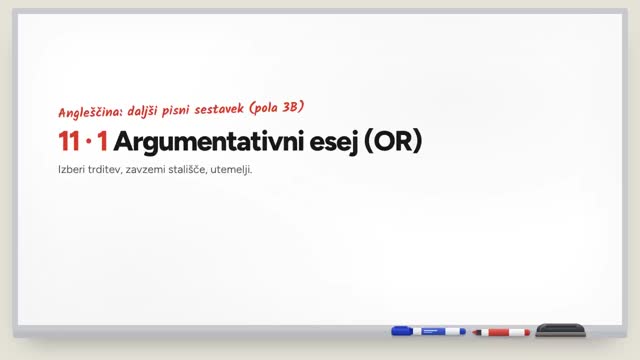 Angleščina: daljši pisni sestavek (pola 3B)
11 · 1 Argumentativni esej (OR)
Izberi trditev, zavzemi stališče, utemelji.